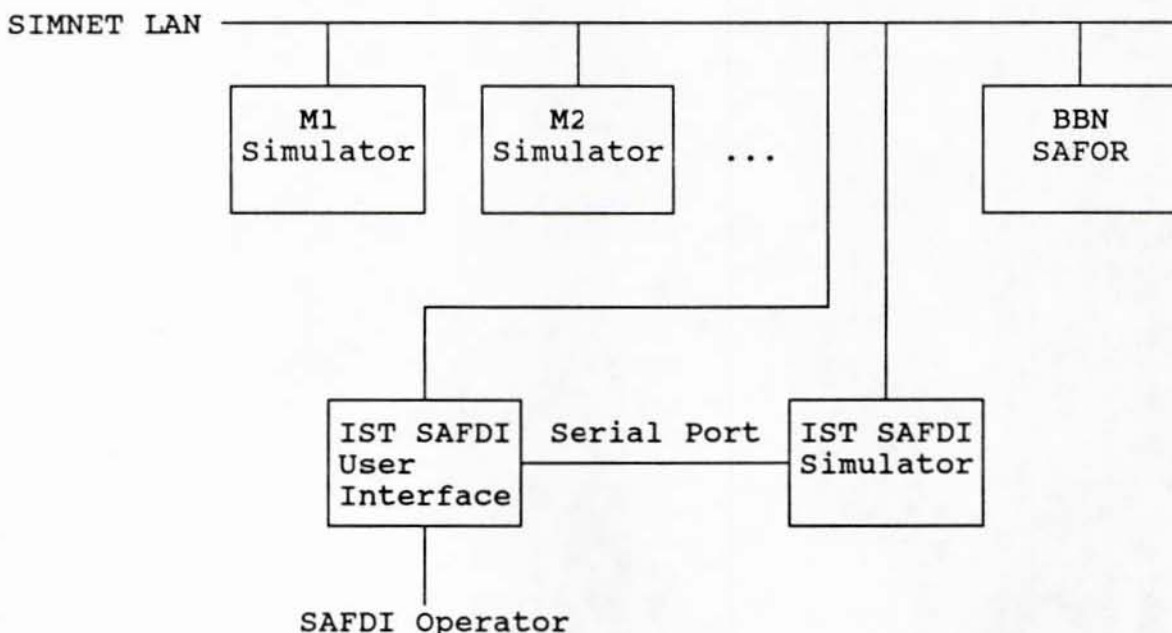 SIMNET LAN
M1
Simulator
M2
Simulator
...
BBN
SAFOR
IST SAFDI
User
Interface
Serial Port
IST SAFDI
Simulator
SAFDI Operator